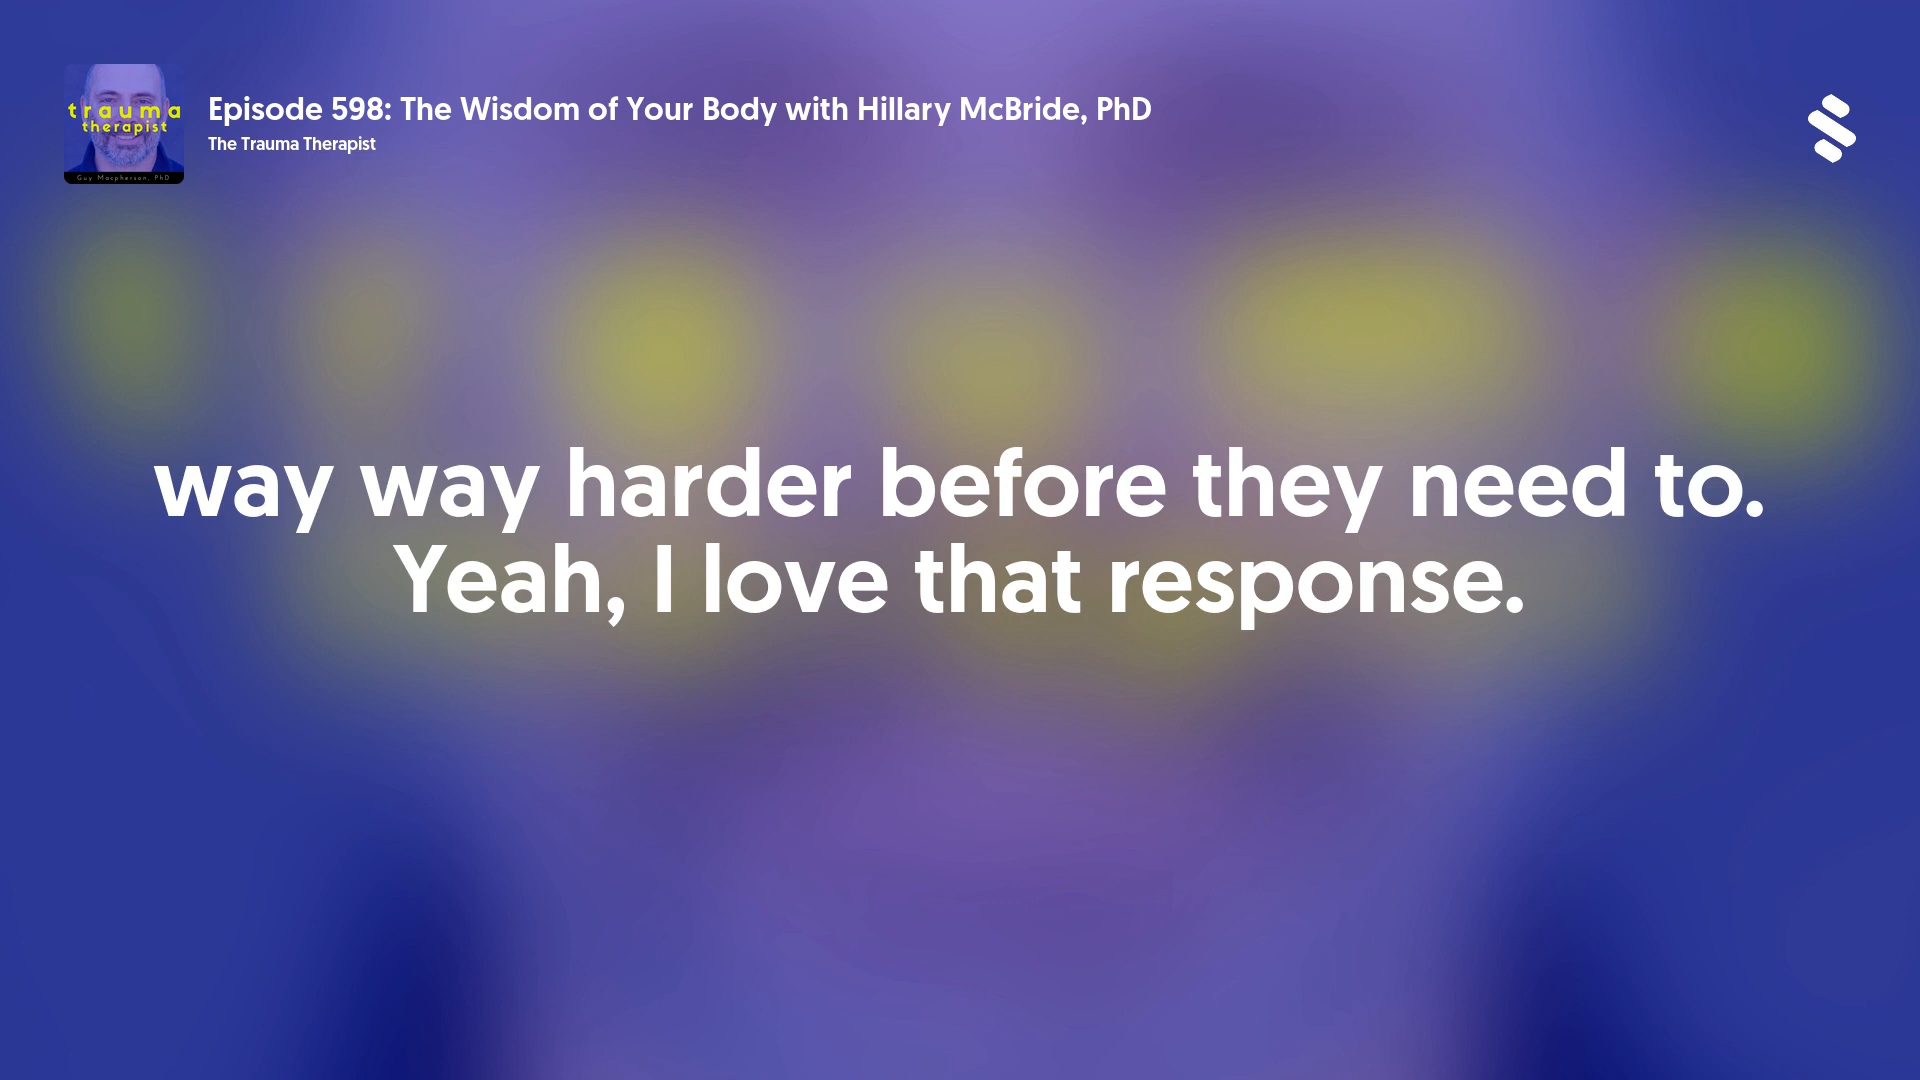 trauma
therapist
Guy Macpherson, PhD
Episode 598: The Wisdom of Your Body with Hillary McBride, PhD
The Trauma Therapist
way way harder before they need to.
Yeah, I love that response.